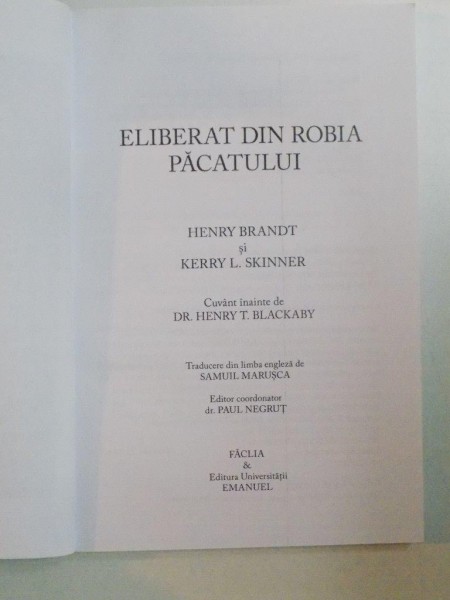 ELIBERAT DIN ROBIA
PĂCATULUI
HENRY BRANDT
și
KERRY L. SKINNER
Cuvânt înainte de
DR. HENRY T. BLACKABY
Traducere din limba engleză de
SAMUIL MARUȘCA
Editor coordonator
dr. PAUL NEGRUȚ
FĂCLIA
&
Editura Universității
EMANUEL